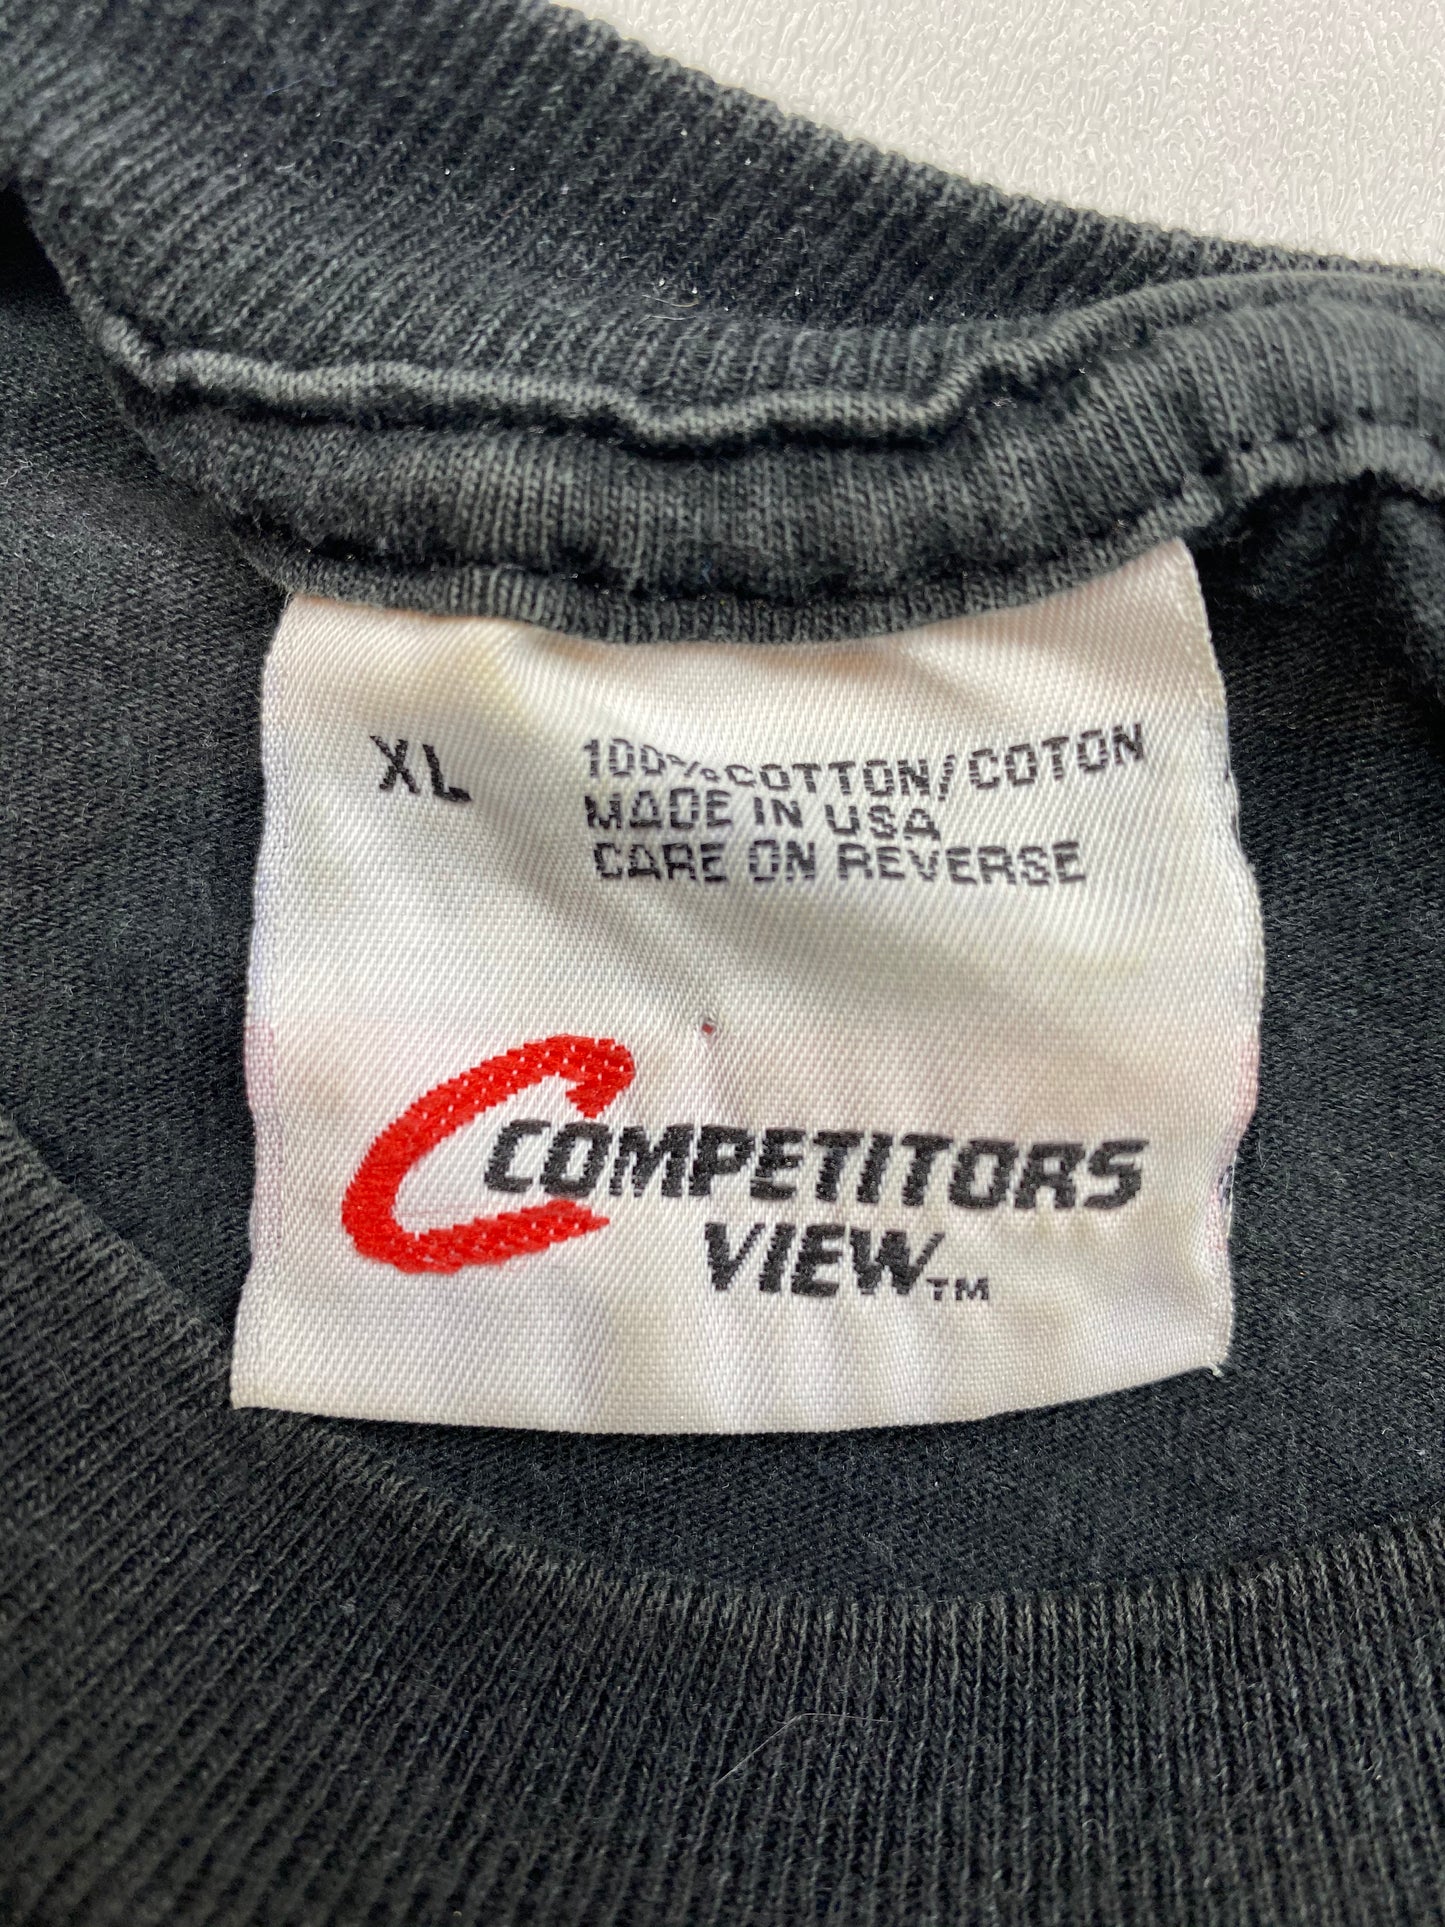 XL
100% COTTON/COTON
MADE IN USA
CARE ON REVERSE
COMPETITORS
VIEW™